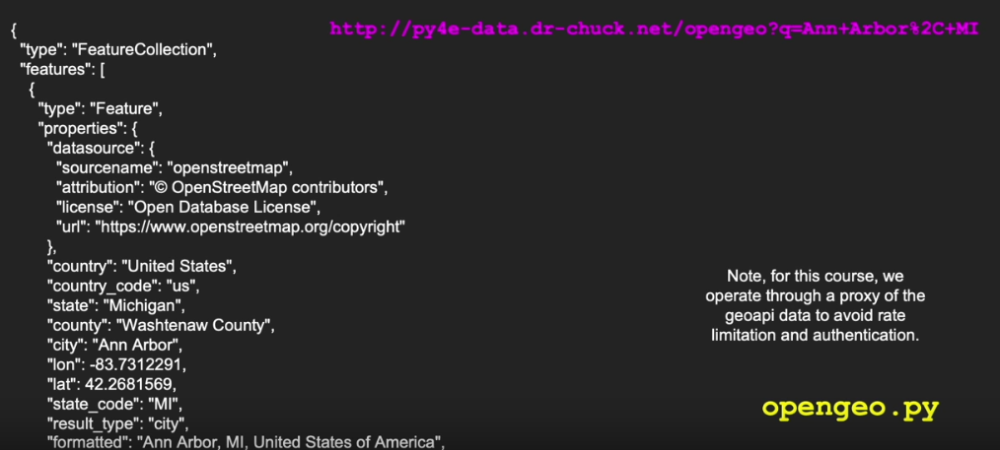 http://py4e-data.dr-chuck.net/opengeo?q=Ann+Arbor%2C+MI
{
"type": "FeatureCollection",
"features": [
{
"type": "Feature",
"properties": {
"datasource": {
"sourcename": "openstreetmap",
"attribution": "© OpenStreetMap contributors",
"license": "Open Database License",
"url": "https://www.openstreetmap.org/copyright"
},
"country": "United States",
"country_code": "us",
"state": "Michigan",
"county": "Washtenaw County",
"city": "Ann Arbor",
"lon": -83.7312291,
"lat": 42.2681569,
"state_code": "MI",
"result_type": "city",
"formatted": "Ann Arbor, MI, United States of America",
Note, for this course, we
operate through a proxy of the
geoapi data to avoid rate
limitation and authentication.
opengeo.py